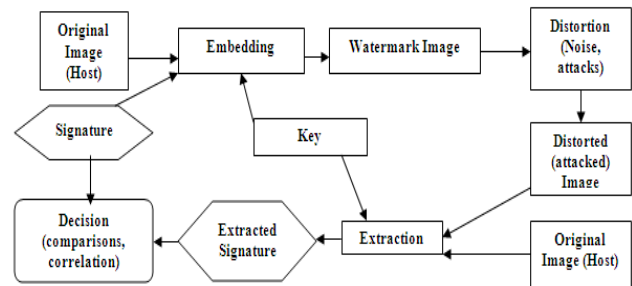 Original
Image
(Host)
Embedding
Watermark Image
Distortion
(Noise,
attacks)
Signature
Key
Distorted
(attacked)
Image
Decision
(comparisons,
correlation)
Extracted
Signature
Extraction
Original
Image (Host)